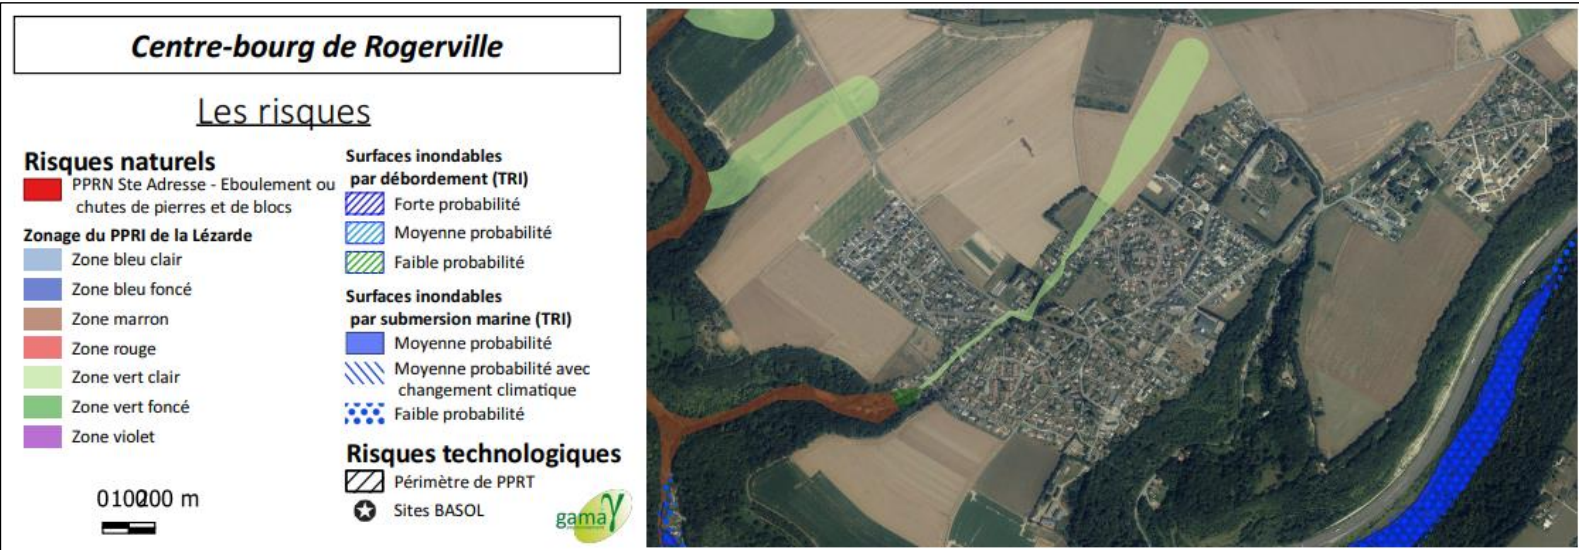 Centre-bourg de Rogerville
Les risques
Risques naturels
PPRN Ste Adresse - Eboulement ou
chutes de pierres et de blocs
Zonage du PPRI de la Lézarde
Zone bleu clair
Zone bleu foncé
Zone marron
Zone rouge
Zone vert clair
Zone vert foncé
Zone violet
0 100 200 m
Surfaces inondables
par débordement (TRI)
Forte probabilité
Moyenne probabilité
Faible probabilité
Surfaces inondables
par submersion marine (TRI)
Moyenne probabilité
Moyenne probabilité avec
changement climatique
Faible probabilité
Risques technologiques
Périmètre de PPRT
Sites BASOL
gama